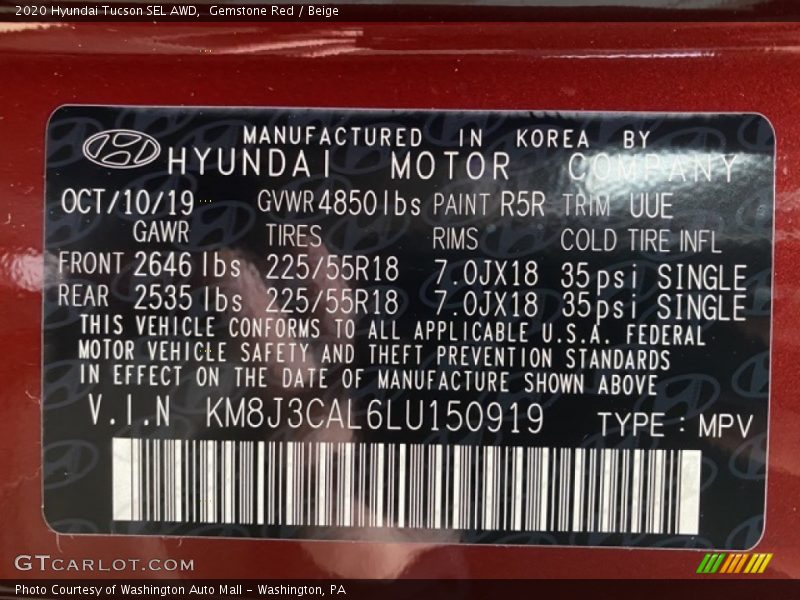 2020 Hyundai Tucson SEL AWD,  Gemstone Red / Beige
MANUFACTURED IN KOREA BY
HYUNDAI MOTOR COMPANY
OCT/10/19 GVWR 4850lbs PAINT R5R TRIM UUE
GAWR TIRES RIMS COLD TIRE INFL
FRONT 2646 lbs 225/55R18 7.0JX18 35psi SINGLE
REAR 2535 lbs 225/55R18 7.0JX18 35psi SINGLE
THIS VEHICLE CONFORMS TO ALL APPLICABLE U.S.A. FEDERAL
MOTOR VEHICLE SAFETY AND THEFT PREVENTION STANDARDS
IN EFFECT ON THE DATE OF MANUFACTURE SHOWN ABOVE
V.I.N KM8J3CAL6LU150919 TYPE : MPV
GTCARLOT.COM
Photo Courtesy of Washington Auto Mall - Washington, PA